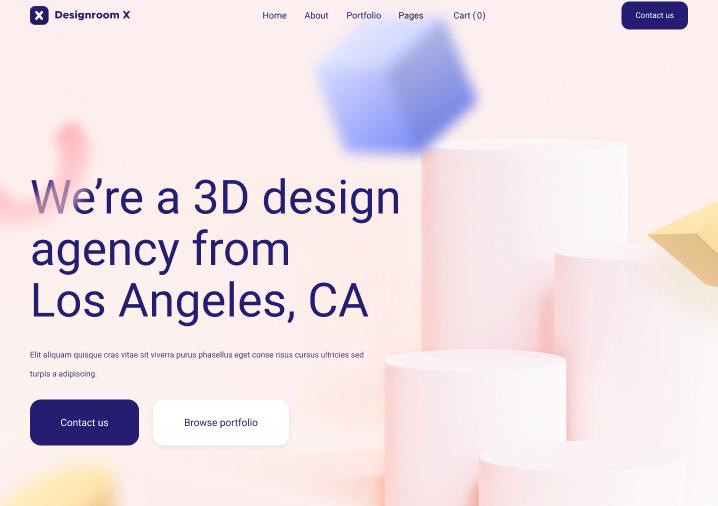 Designroom X
Home About Portfolio Pages Cart (0)
Contact us
We’re a 3D design
agency from
Los Angeles, CA
Elit aliquam quisque cras vitae sit viverra purus phasellus eget conse risus cursus ultricies sed
turpis a adipiscing.
Contact us
Browse portfolio